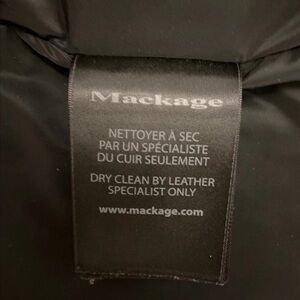 Mackage
NETTOYER À SEC
PAR UN SPÉCIALISTE
DU CUIR SEULEMENT
DRY CLEAN BY LEATHER
SPECIALIST ONLY
www.mackage.com